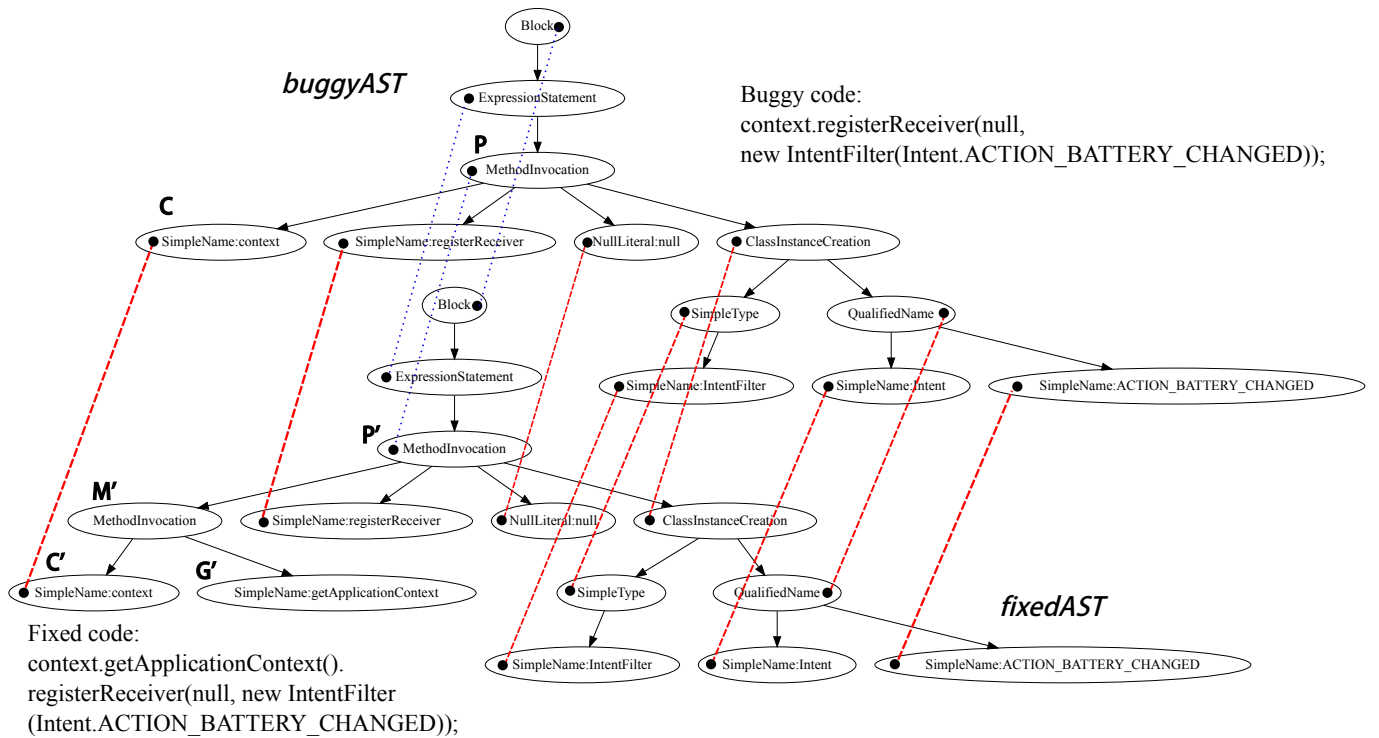 Block
buggyAST
ExpressionStatement
Buggy code:
context.registerReceiver(null,
new IntentFilter(Intent.ACTION_BATTERY_CHANGED));
P
MethodInvocation
C
SimpleName:context
SimpleName:registerReceiver
NullLiteral:null
ClassInstanceCreation
Block
SimpleType
QualifiedName
ExpressionStatement
SimpleName:IntentFilter
SimpleName:Intent
SimpleName:ACTION_BATTERY_CHANGED
P'
MethodInvocation
M'
MethodInvocation
SimpleName:registerReceiver
NullLiteral:null
ClassInstanceCreation
C'
SimpleName:context
G'
SimpleName:getApplicationContext
SimpleType
QualifiedName
fixedAST
SimpleName:IntentFilter
SimpleName:Intent
SimpleName:ACTION_BATTERY_CHANGED
Fixed code:
context.getApplicationContext().
registerReceiver(null, new IntentFilter
(Intent.ACTION_BATTERY_CHANGED));